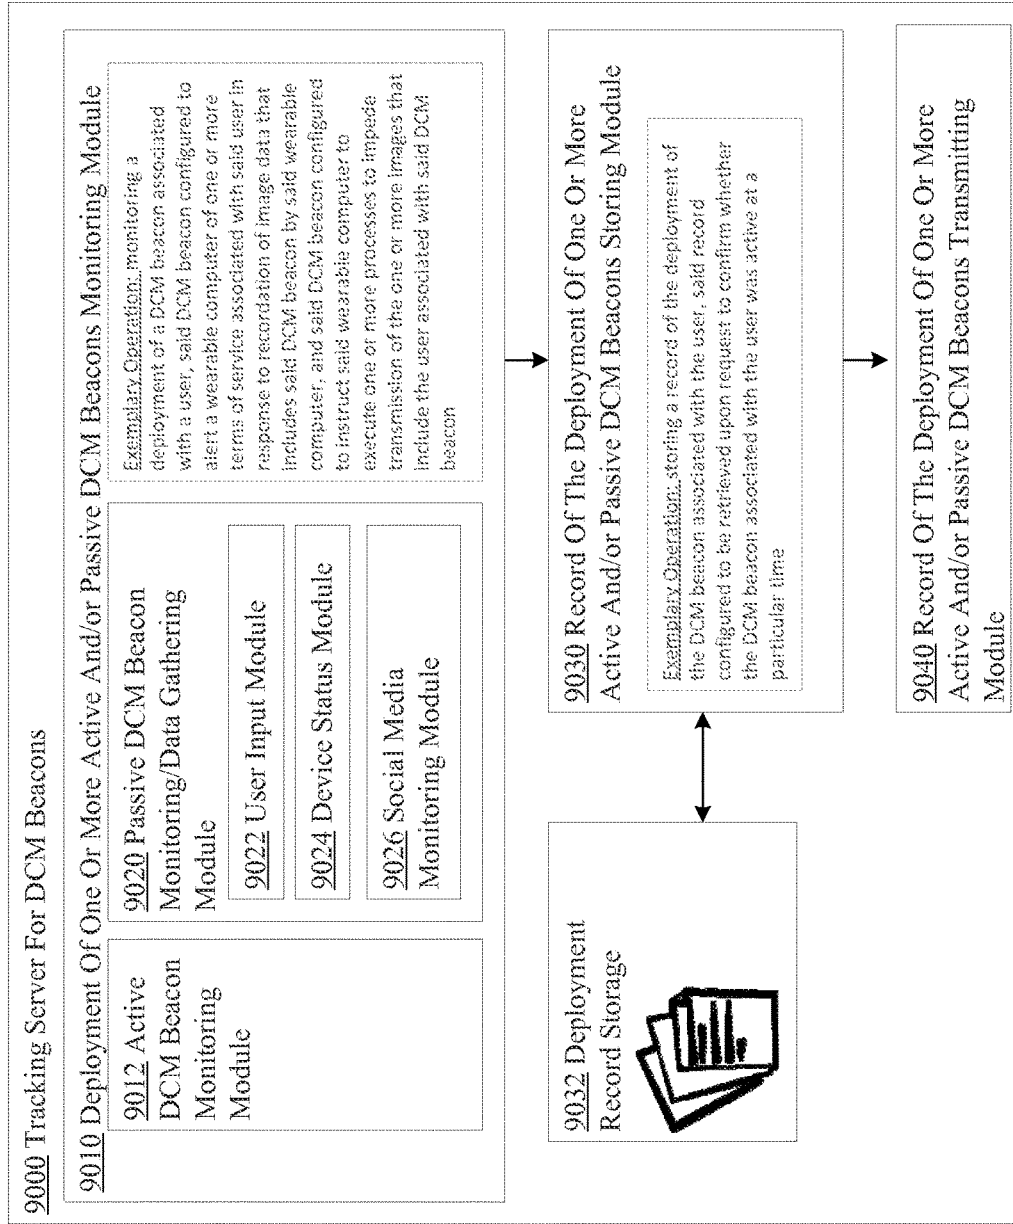 9000 Tracking Server For DCM Beacons
9010 Deployment Of One Or More Active And/or Passive DCM Beacons Monitoring Module
9012 Active
DCM Beacon
Monitoring
Module
9020 Passive DCM Beacon
Monitoring/Data Gathering
Module
9022 User Input Module
9024 Device Status Module
9026 Social Media
Monitoring Module
Exemplary Operation: monitoring a
deployment of a DCM beacon associated
with a user, said DCM beacon configured to
alert a wearable computer of one or more
terms of service associated with said user in
response to recordation of image data that
includes said DCM beacon by said wearable
computer, and said DCM beacon configured
to instruct said wearable computer to
execute one or more processes to impede
transmission of the one or more images that
include the user associated with said DCM
beacon
9032 Deployment
Record Storage
9030 Record Of The Deployment Of One Or More
Active And/or Passive DCM Beacons Storing Module
Exemplary Operation: storing a record of the deployment of
the DCM beacon associated with the user, said record
configured to be retrieved upon request to confirm whether
the DCM beacon associated with the user was active at a
particular time
9040 Record Of The Deployment Of One Or More
Active And/or Passive DCM Beacons Transmitting
Module